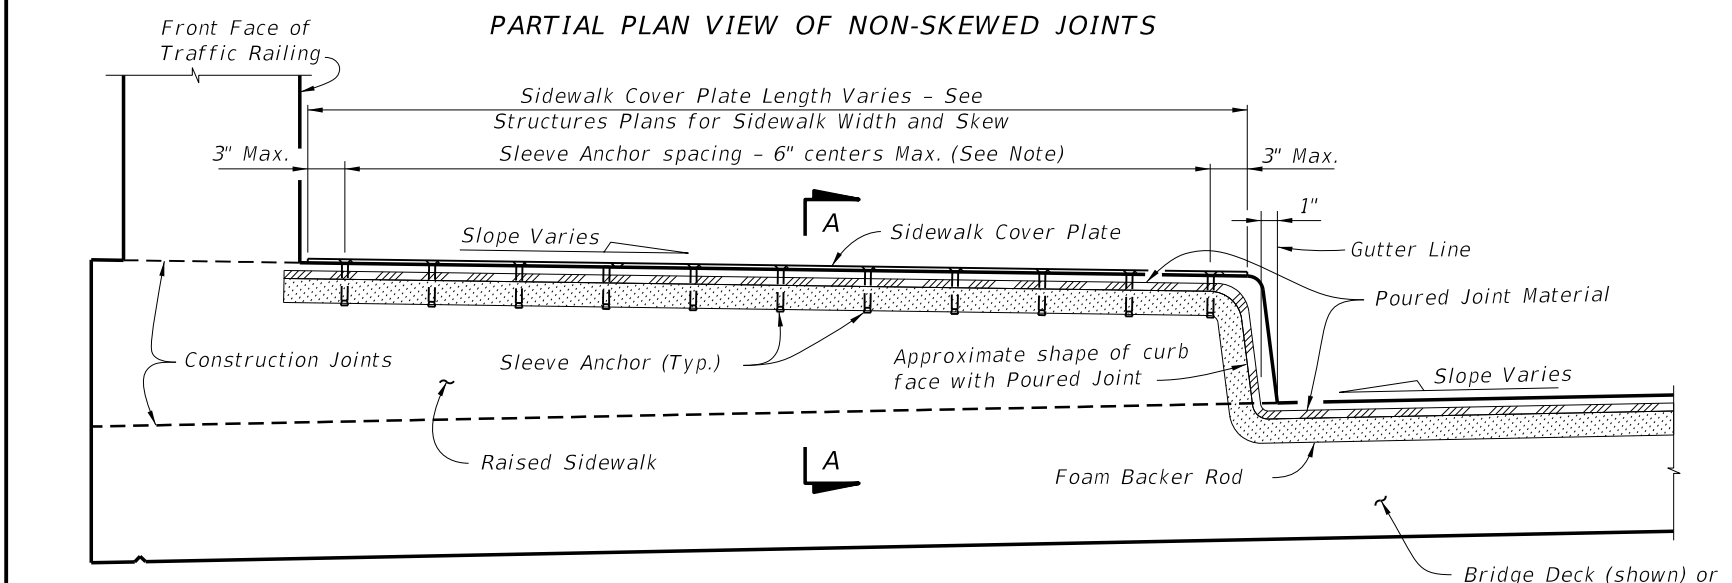 PARTIAL PLAN VIEW OF NON-SKEWED JOINTS
Front Face of
Traffic Railing
Sidewalk Cover Plate Length Varies – See
Structures Plans for Sidewalk Width and Skew
3" Max.
Sleeve Anchor spacing – 6" centers Max. (See Note)
3" Max.
1"
A
Slope Varies
Sidewalk Cover Plate
Gutter Line
Poured Joint Material
Construction Joints
Sleeve Anchor (Typ.)
Approximate shape of curb
face with Poured Joint
Slope Varies
Raised Sidewalk
A
Foam Backer Rod
Bridge Deck (shown) or